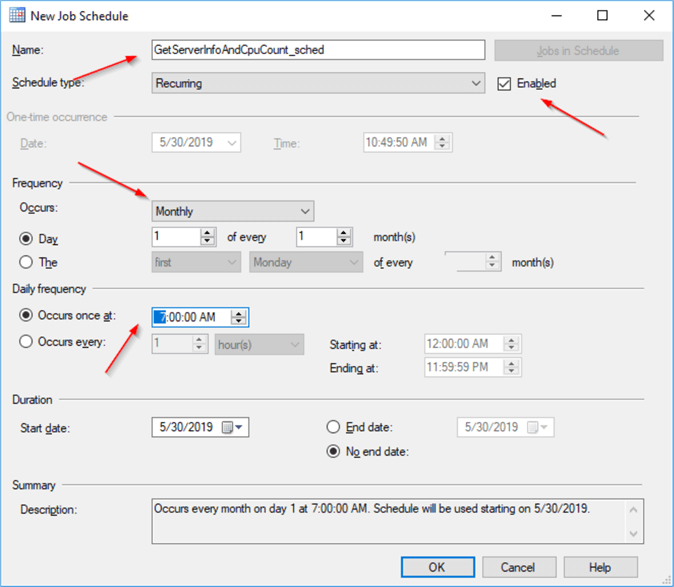 New Job Schedule
Name: GetServerInfoAndCpuCount_sched Jobs in Schedule
Schedule type: Recurring Enabled
One-time occurrence
Date: 5/30/2019 Time: 10:49:50 AM
Frequency
Occurs: Monthly
Day 1 of every 1 month(s)
The first Monday of every month(s)
Daily frequency
Occurs once at: 7:00:00 AM
Occurs every: 1 hour(s) Starting at: 12:00:00 AM
Ending at: 11:59:59 PM
Duration
Start date: 5/30/2019 End date: 5/30/2019
No end date:
Summary
Description: Occurs every month on day 1 at 7:00:00 AM. Schedule will be used starting on 5/30/2019.
OK Cancel Help